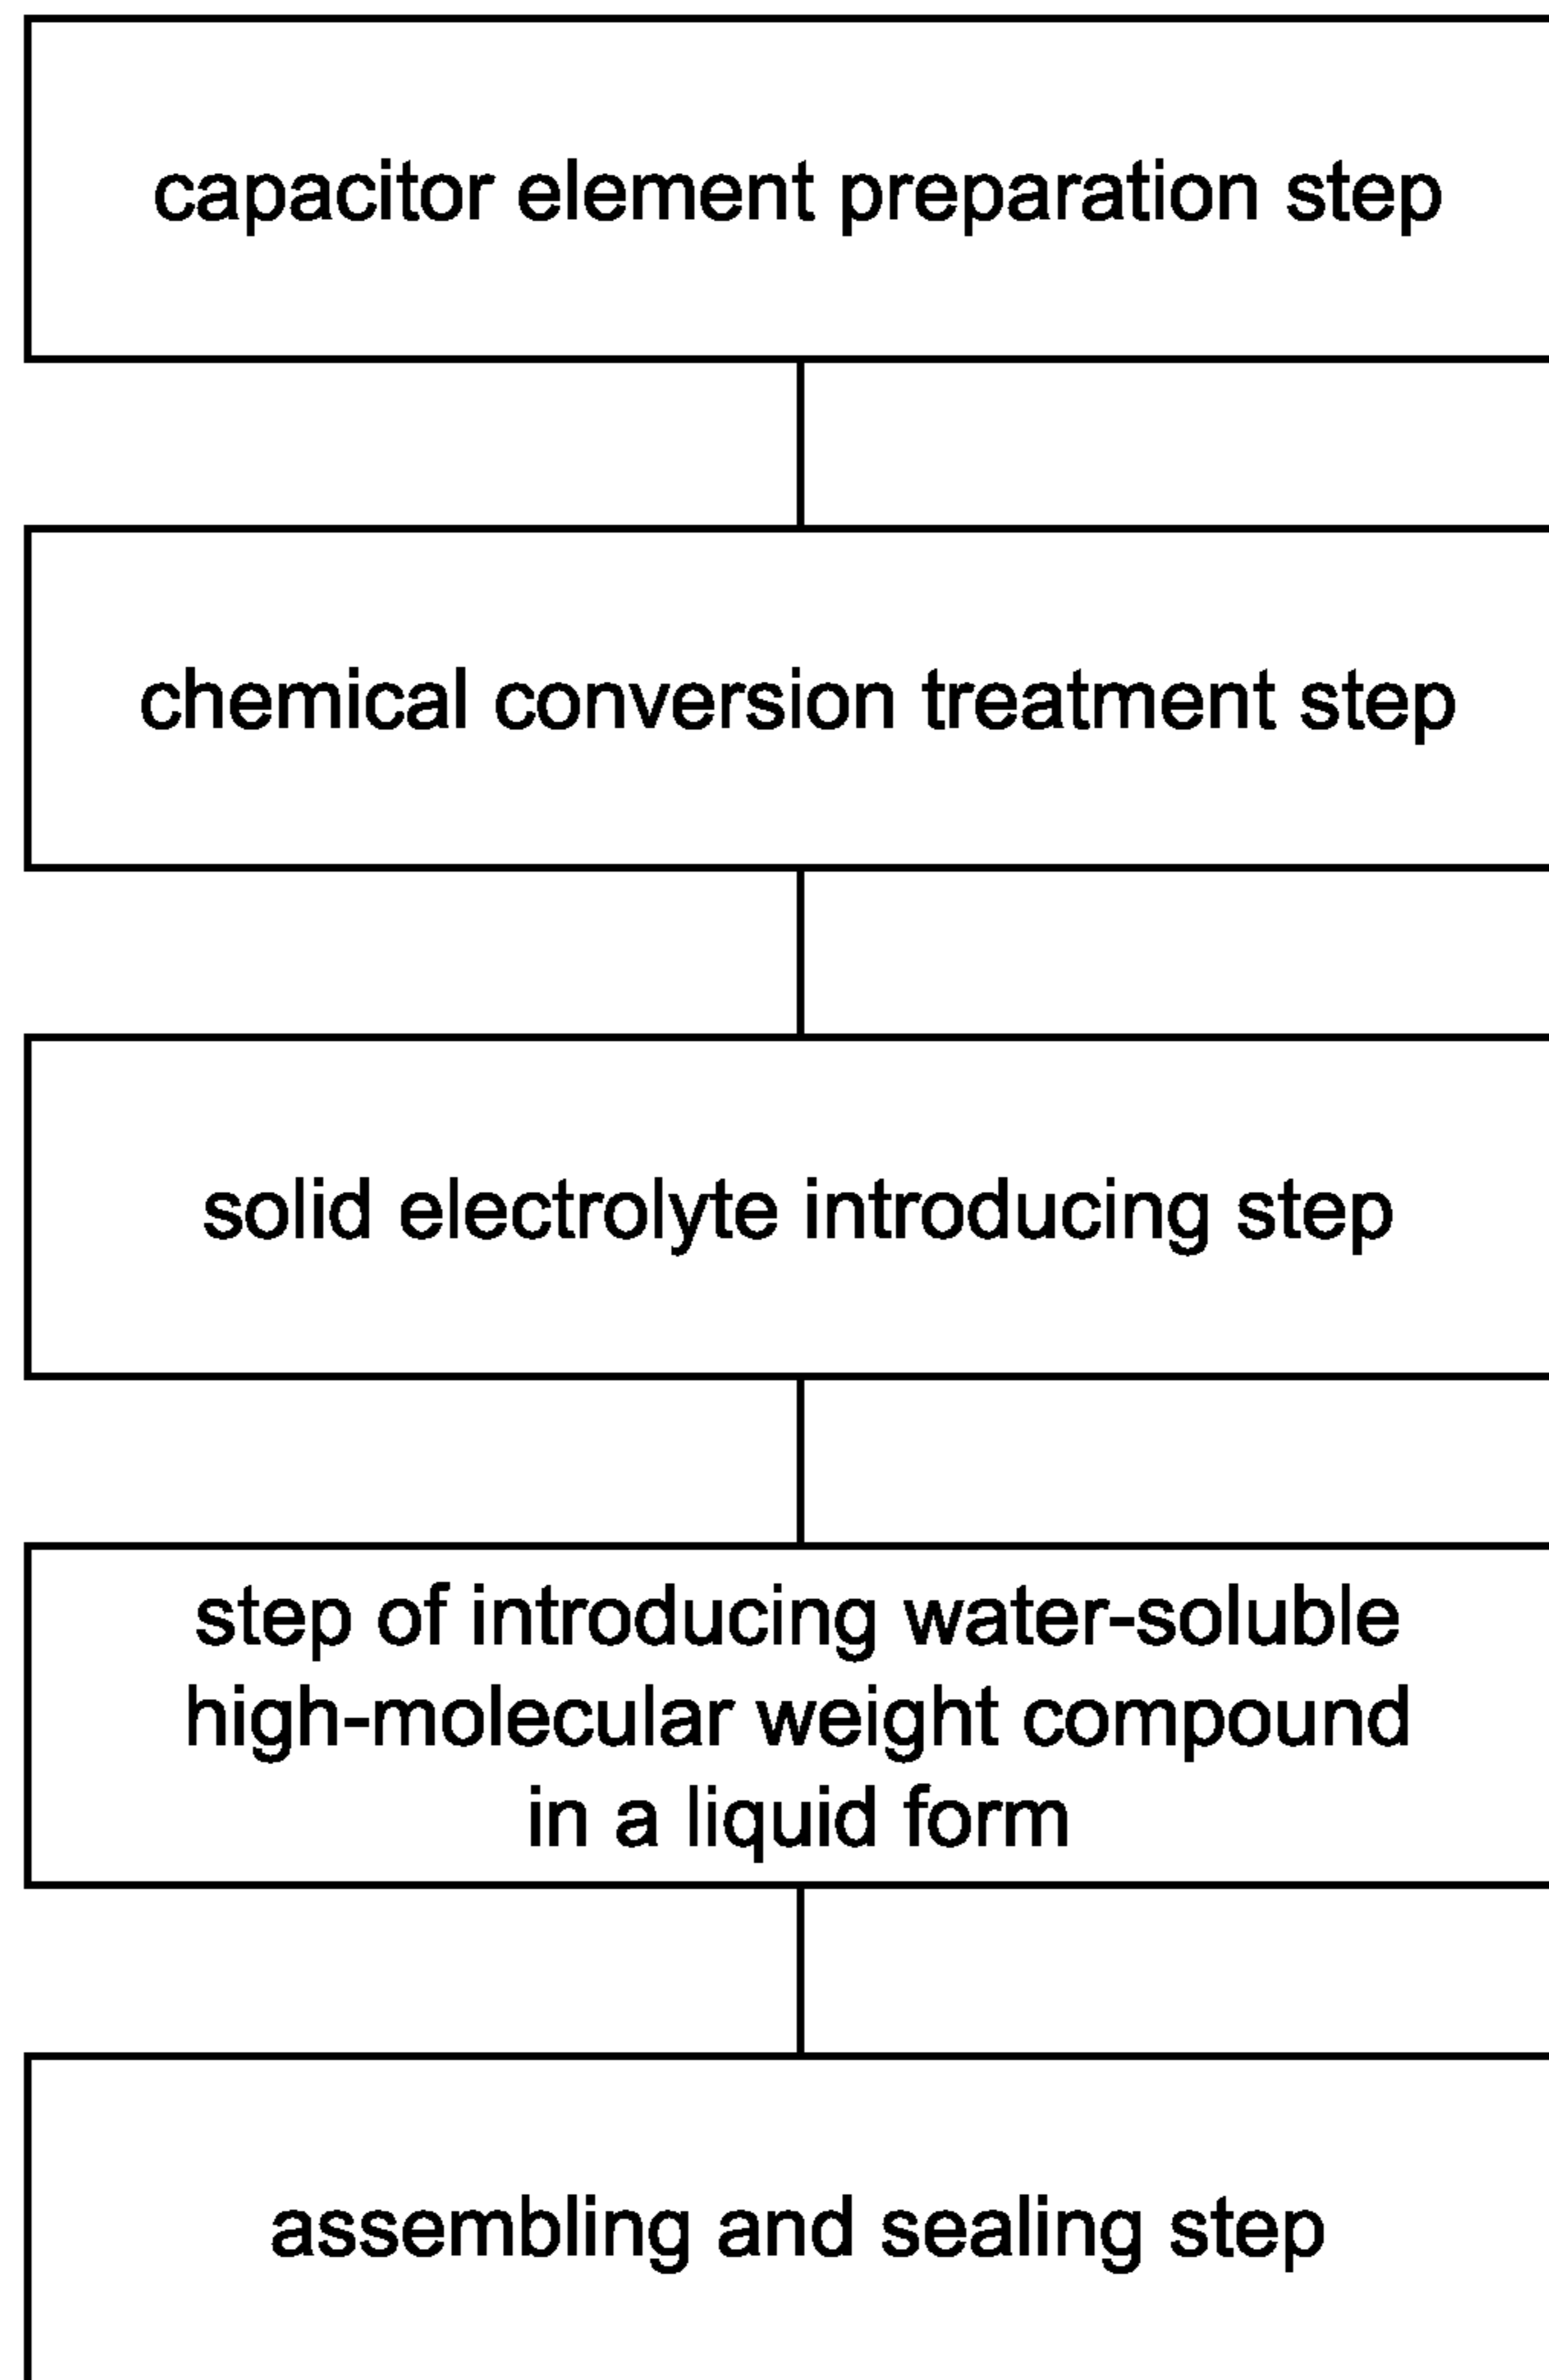 capacitor element preparation step
chemical conversion treatment step
solid electrolyte introducing step
step of introducing water-soluble
high-molecular weight compound
in a liquid form
assembling and sealing step